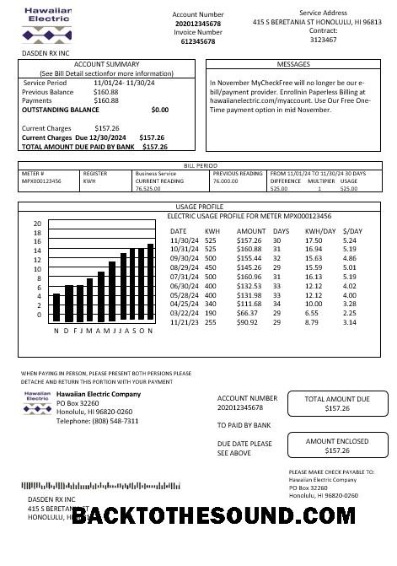 Hawaiian
Electric
Account Number
202012345678
Invoice Number
612345678
Service Address
415 S BERETANIA ST HONOLULU, HI 96813
Contract:
3123467
DASDEN RX INC
ACCOUNT SUMMARY
(See Bill Detail sectionfor more information)
Service Period 11/01/24- 11/30/24
Previous Balance $160.88
Payments $160.88
OUTSTANDING BALANCE $0.00
Current Charges $157.26
Current Charges Due 12/30/2024 $157.26
TOTAL AMOUNT DUE PAID BY BANK $157.26
MESSAGES
In November MyCheckFree will no longer be our e-
bill/payment provider. Enrollnin Paperless Billing at
hawaiianelectric.com/myaccount. Use Our Free One-
Time payment option in mid November.
BILL PERIOD
METER # REGISTER Business Service PREVIOUS READING FROM 11/01/24 TO 11/30/24 30 DAYS
MPX000123456 KWH CURRENT READING 76.000.00 DIFFERENCE MULTIPIER USAGE
76,525.00 525.00 1 525.00
USAGE PROFILE
ELECTRIC USAGE PROFILE FOR METER MPX000123456
20
18
16
14
12
10
8
6
4
2
0
N D F M A M J J A S O N
DATE KWH AMOUNT DAYS KWH/DAY $/DAY
11/30/24 525 $157.26 30 17.50 5.24
10/31/24 525 $160.88 31 16.94 5.19
09/30/24 500 $155.44 32 15.63 4.86
08/29/24 450 $145.26 29 15.59 5.01
07/31/24 500 $160.96 31 16.13 5.19
06/30/24 400 $132.53 33 12.12 4.02
05/28/24 400 $131.98 33 12.12 4.00
04/25/24 340 $111.68 34 10.00 3.28
03/22/24 190 $66.37 29 6.55 2.25
11/21/23 255 $90.92 29 8.79 3.14
WHEN PAYING IN PERSON, PLEASE PRESENT BOTH PERSIONS PLEASE
DETACHE AND RETURN THIS PORTION WITH YOUR PAYMENT
Hawaiian
Electric
Hawaiian Electric Company
PO Box 32260
Honolulu, HI 96820-0260
Telephone: (808) 548-7311
ACCOUNT NUMBER
202012345678
TO PAID BY BANK
DUE DATE PLEASE
SEE ABOVE
TOTAL AMOUNT DUE
$157.26
AMOUNT ENCLOSED
$157.26
PLEASE MAKE CHECK PAYABLE TO:
Hawaiian Electric Company
PO Box 32260
Honolulu, HI 96820-0260
DASDEN RX INC
415 S BERETANIA ST
HONOLULU, HI
BACKTOTHESOUND.COM